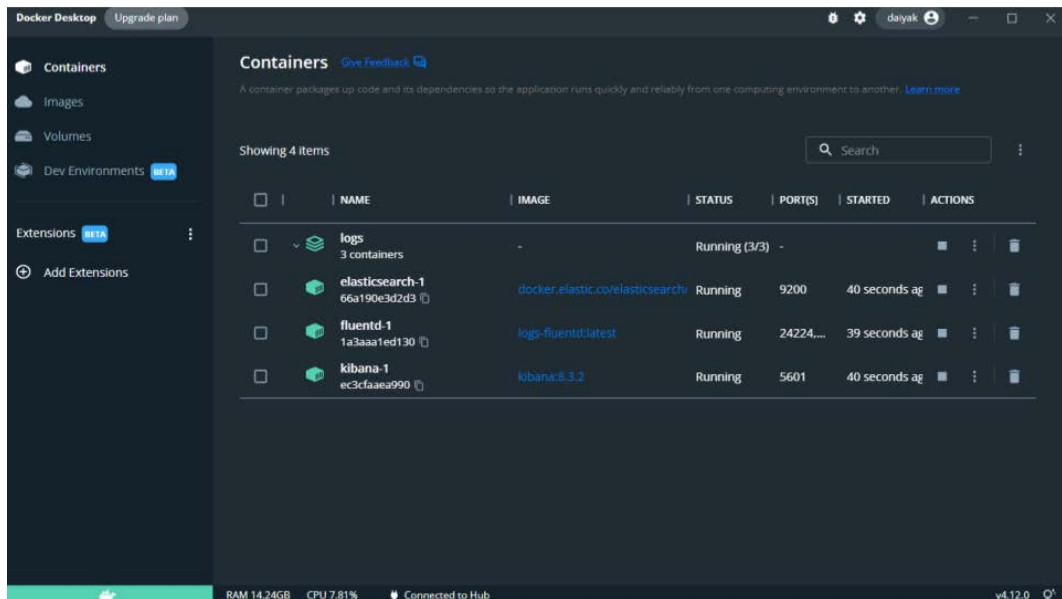 Docker Desktop Upgrade plan daiyak
Containers
Images
Volumes
Dev Environments BETA
Extensions BETA
Add Extensions
Containers Give Feedback
A container packages up code and its dependencies so the application runs quickly and reliably from one computing environment to another. Learn more
Showing 4 items Search
NAME IMAGE STATUS PORT(S) STARTED ACTIONS
logs - Running (3/3) -
3 containers
elasticsearch-1 docker.elastic.co/elasticsearch/ Running 9200 40 seconds ag
66a190e3d2d3
fluentd-1 logs-fluentd:latest Running 24224,... 39 seconds ag
1a3aaa1ed130
kibana-1 kibana:8.3.2 Running 5601 40 seconds ag
ec3cfaaea990
RAM 14.24GB CPU 7.81% Connected to Hub v4.12.0